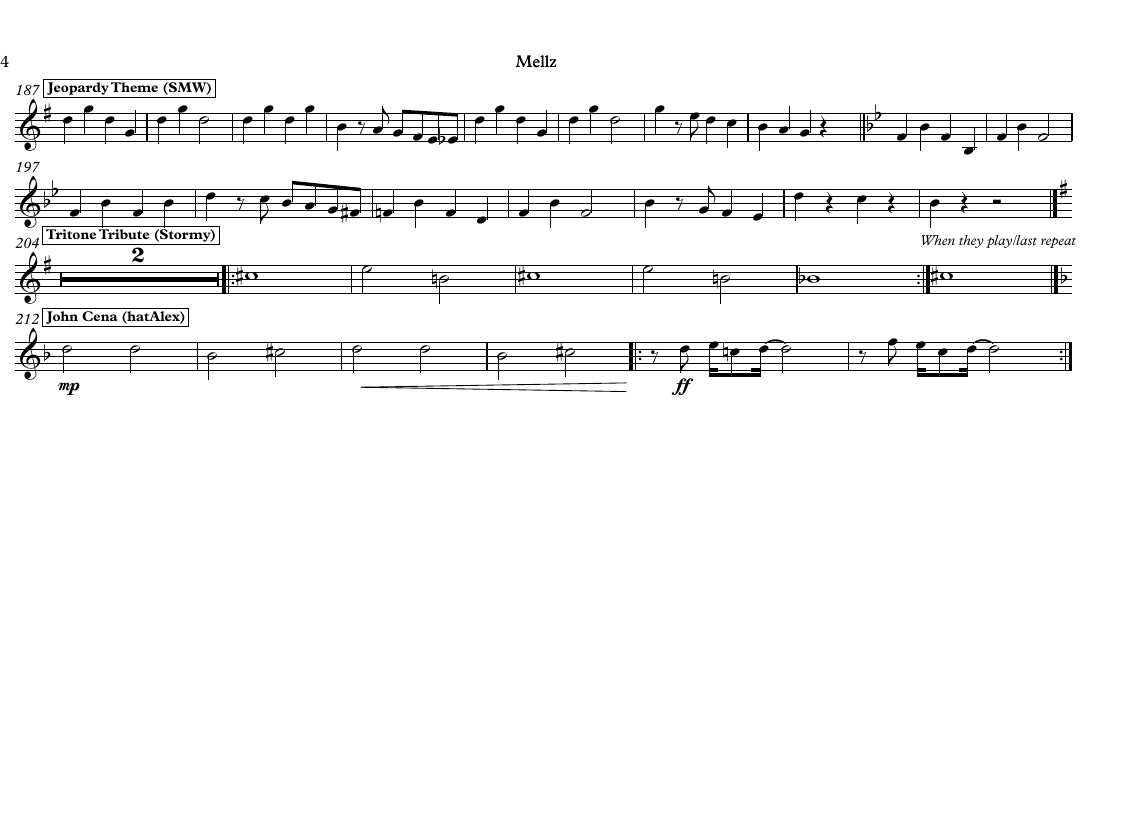 4
Mellz
187 Jeopardy Theme (SMW)
197
When they play/last repeat
204 Tritone Tribute (Stormy)
2
212 John Cena (hatAlex)
mp
ff